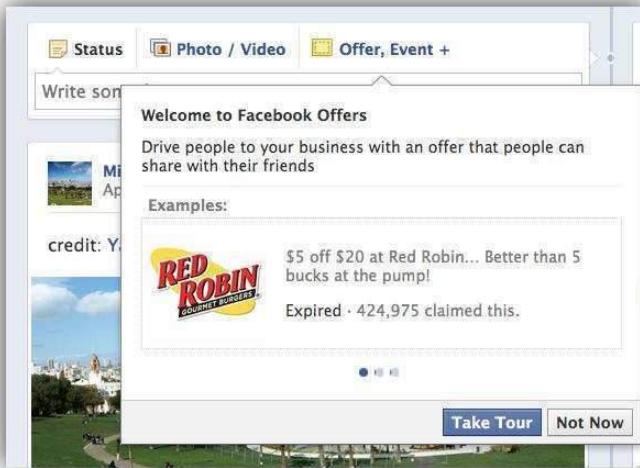 Status
Photo / Video
Offer, Event +
Write son
Welcome to Facebook Offers
Drive people to your business with an offer that people can
share with their friends
Mi
Ap
Examples:
credit: Y
$5 off $20 at Red Robin... Better than 5
bucks at the pump!
RED
ROBIN
GOURMET BURGERS
Expired · 424,975 claimed this.
Take Tour
Not Now